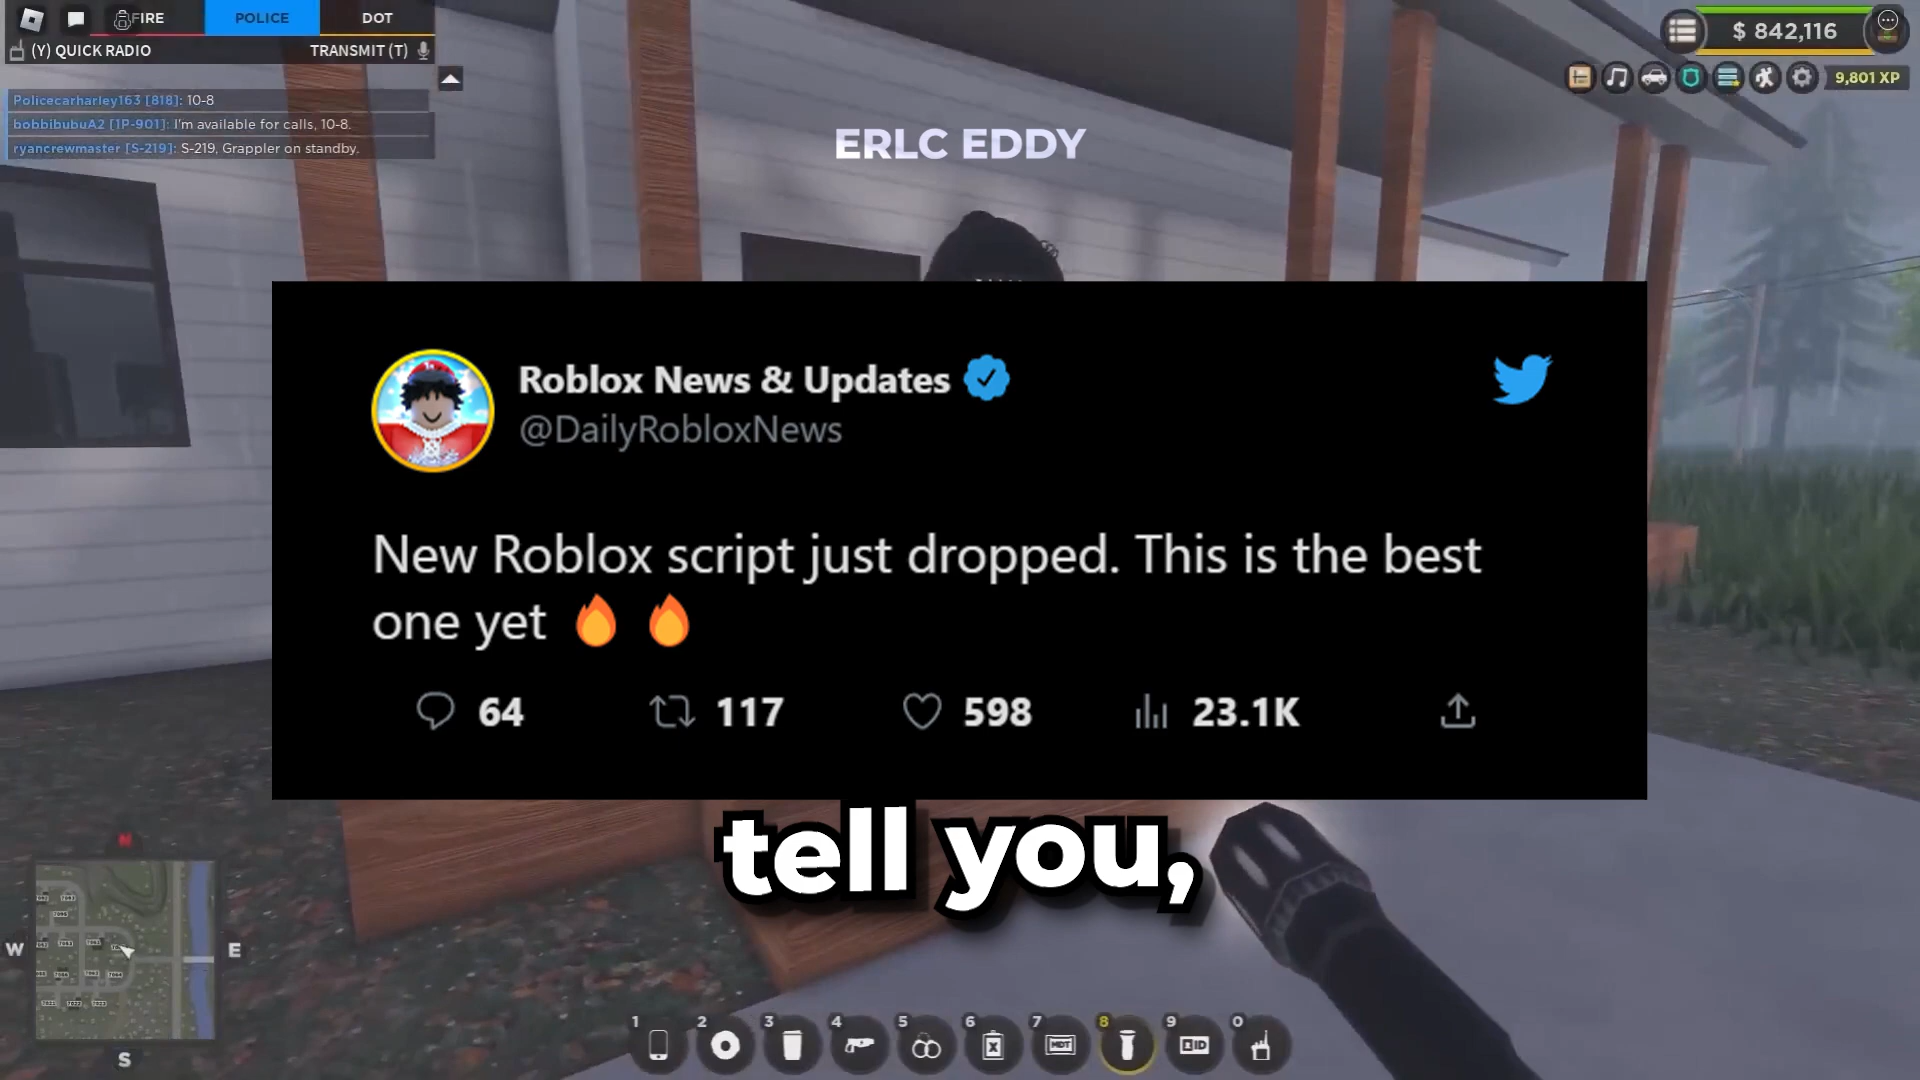 FIRE
POLICE
DOT
(Y) QUICK RADIO
TRANSMIT (T)
Policecarharley163 [818]: 10-8
bobbibubuA2 [1P-901]: I'm available for calls, 10-8.
ryancrewmaster [S-219]: S-219, Grappler on standby.
$ 842,116
9,801 XP
ERLC EDDY
Roblox News & Updates
@DailyRobloxNews
New Roblox script just dropped. This is the best
one yet 🔥 🔥
64
117
598
23.1K
tell you,
N
W
E
S
1
2
3
4
5
6
7
8
9
0
MDT
ID